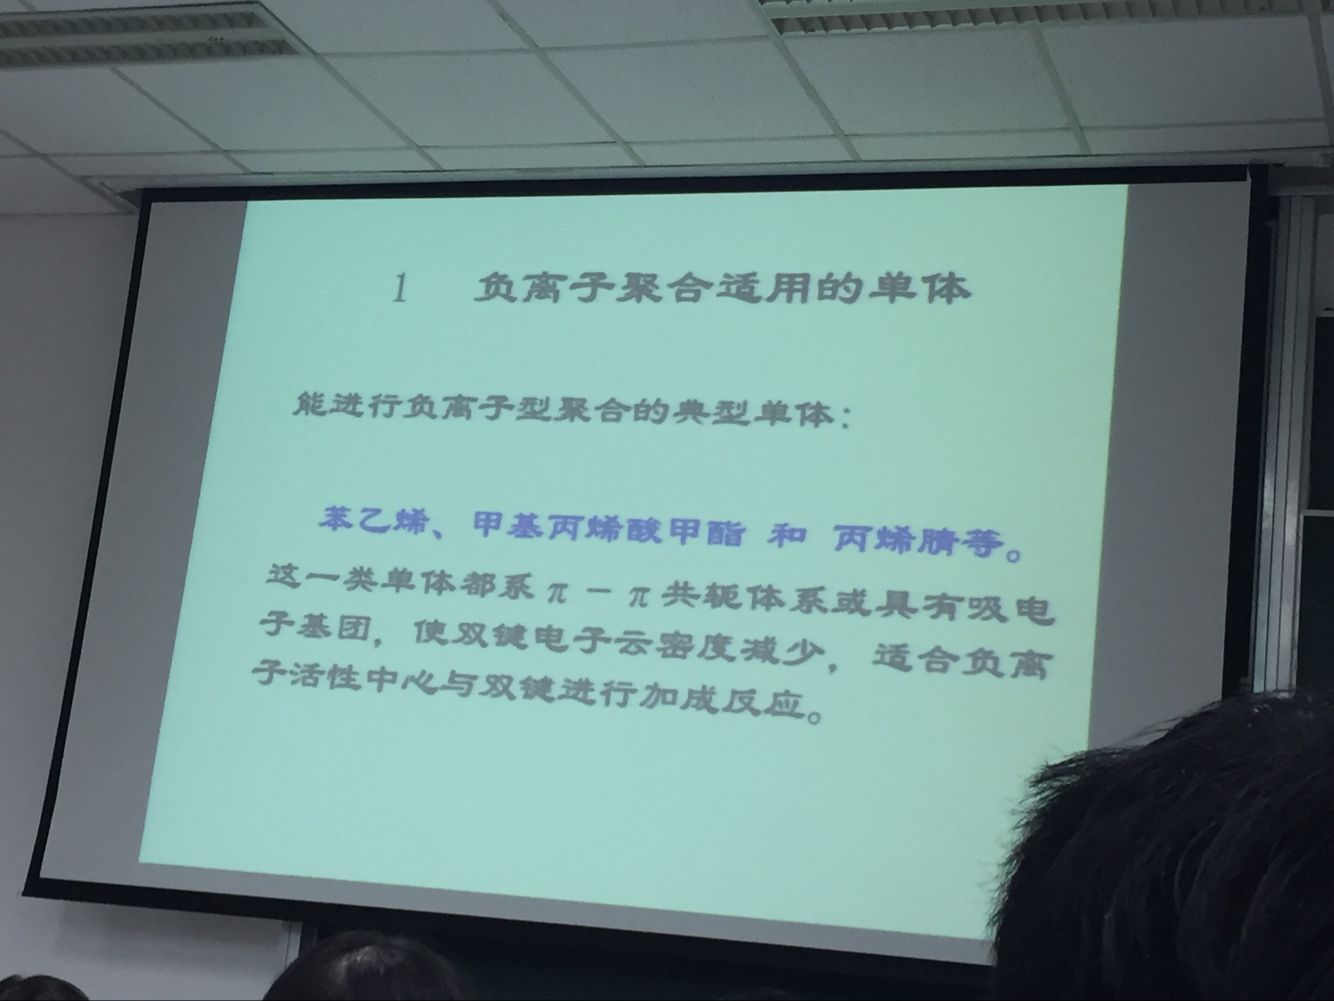 1 负离子聚合适用的单体
能进行负离子型聚合的典型单体：
苯乙烯、甲基丙烯酸甲酯 和 丙烯腈等。
这一类单体都系π－π共轭体系或具有吸电
子基团，使双键电子云密度减少，适合负离
子活性中心与双键进行加成反应。